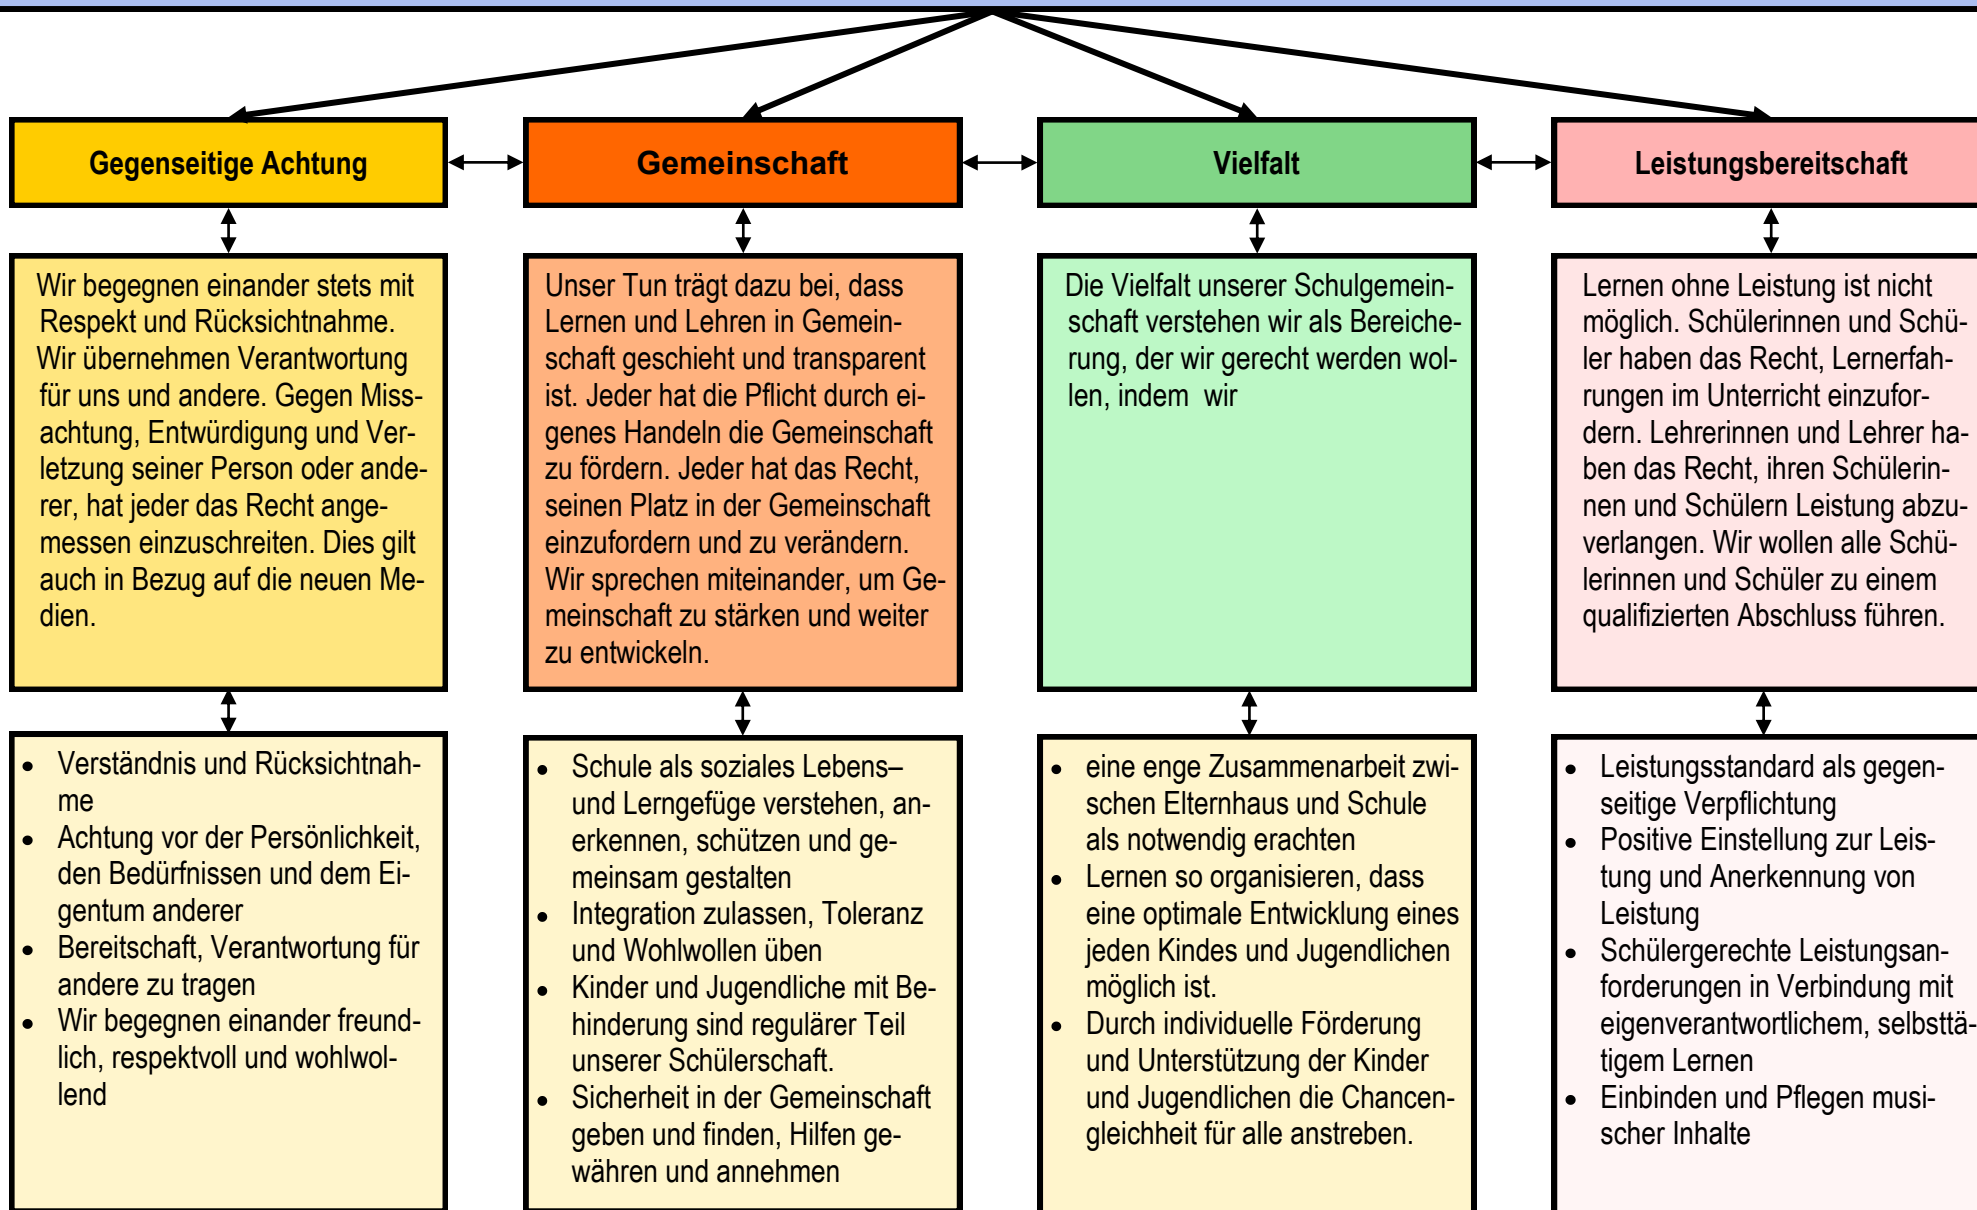 Gegenseitige Achtung
Gemeinschaft
Vielfalt
Leistungsbereitschaft
Wir begegnen einander stets mit
Respekt und Rücksichtnahme.
Wir übernehmen Verantwortung
für uns und andere. Gegen Miss-
achtung, Entwürdigung und Ver-
letzung seiner Person oder ande-
rer, hat jeder das Recht ange-
messen einzuschreiten. Dies gilt
auch in Bezug auf die neuen Me-
dien.
Unser Tun trägt dazu bei, dass
Lernen und Lehren in Gemein-
schaft geschieht und transparent
ist. Jeder hat die Pflicht durch ei-
genes Handeln die Gemeinschaft
zu fördern. Jeder hat das Recht,
seinen Platz in der Gemeinschaft
einzufordern und zu verändern.
Wir sprechen miteinander, um Ge-
meinschaft zu stärken und weiter
zu entwickeln.
Die Vielfalt unserer Schulgemein-
schaft verstehen wir als Bereiche-
rung, der wir gerecht werden wol-
len, indem  wir
Lernen ohne Leistung ist nicht
möglich. Schülerinnen und Schü-
ler haben das Recht, Lernerfah-
rungen im Unterricht einzufor-
dern. Lehrerinnen und Lehrer ha-
ben das Recht, ihren Schülerin-
nen und Schülern Leistung abzu-
verlangen. Wir wollen alle Schü-
lerinnen und Schüler zu einem
qualifizierten Abschluss führen.
• Verständnis und Rücksichtnah-
me
• Achtung vor der Persönlichkeit,
den Bedürfnissen und dem Ei-
gentum anderer
• Bereitschaft, Verantwortung für
andere zu tragen
• Wir begegnen einander freund-
lich, respektvoll und wohlwol-
lend
• Schule als soziales Lebens–
und Lerngefüge verstehen, an-
erkennen, schützen und ge-
meinsam gestalten
• Integration zulassen, Toleranz
und Wohlwollen üben
• Kinder und Jugendliche mit Be-
hinderung sind regulärer Teil
unserer Schülerschaft.
• Sicherheit in der Gemeinschaft
geben und finden, Hilfen ge-
währen und annehmen
• eine enge Zusammenarbeit zwi-
schen Elternhaus und Schule
als notwendig erachten
• Lernen so organisieren, dass
eine optimale Entwicklung eines
jeden Kindes und Jugendlichen
möglich ist.
• Durch individuelle Förderung
und Unterstützung der Kinder
und Jugendlichen die Chancen-
gleichheit für alle anstreben.
• Leistungsstandard als gegen-
seitige Verpflichtung
• Positive Einstellung zur Leis-
tung und Anerkennung von
Leistung
• Schülergerechte Leistungsan-
forderungen in Verbindung mit
eigenverantwortlichem, selbsttä-
tigem Lernen
• Einbinden und Pflegen musi-
scher Inhalte